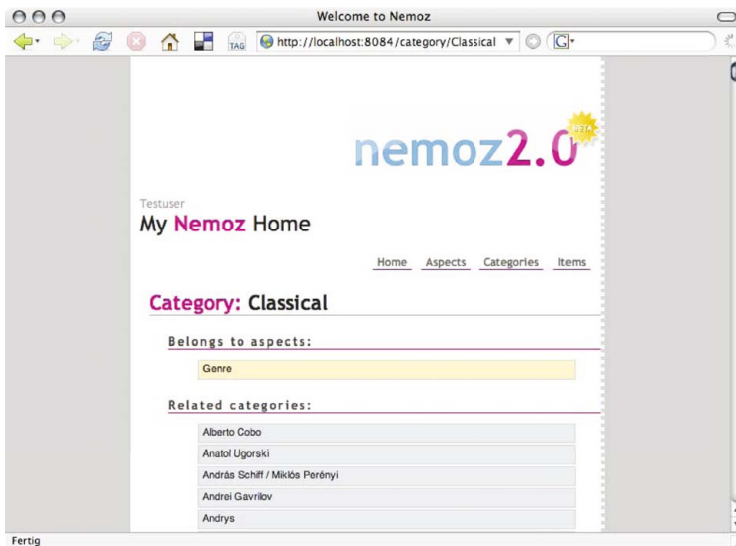 Welcome to Nemoz
TAG
http://localhost:8084/category/Classical
G
nemoz2.0
BETA
Testuser
My Nemoz Home
Home Aspects Categories Items
Category: Classical
Belongs to aspects:
Genre
Related categories:
Alberto Cobo
Anatol Ugorski
András Schiff / Miklós Perényi
Andrei Gavrilov
Andrys
Fertig